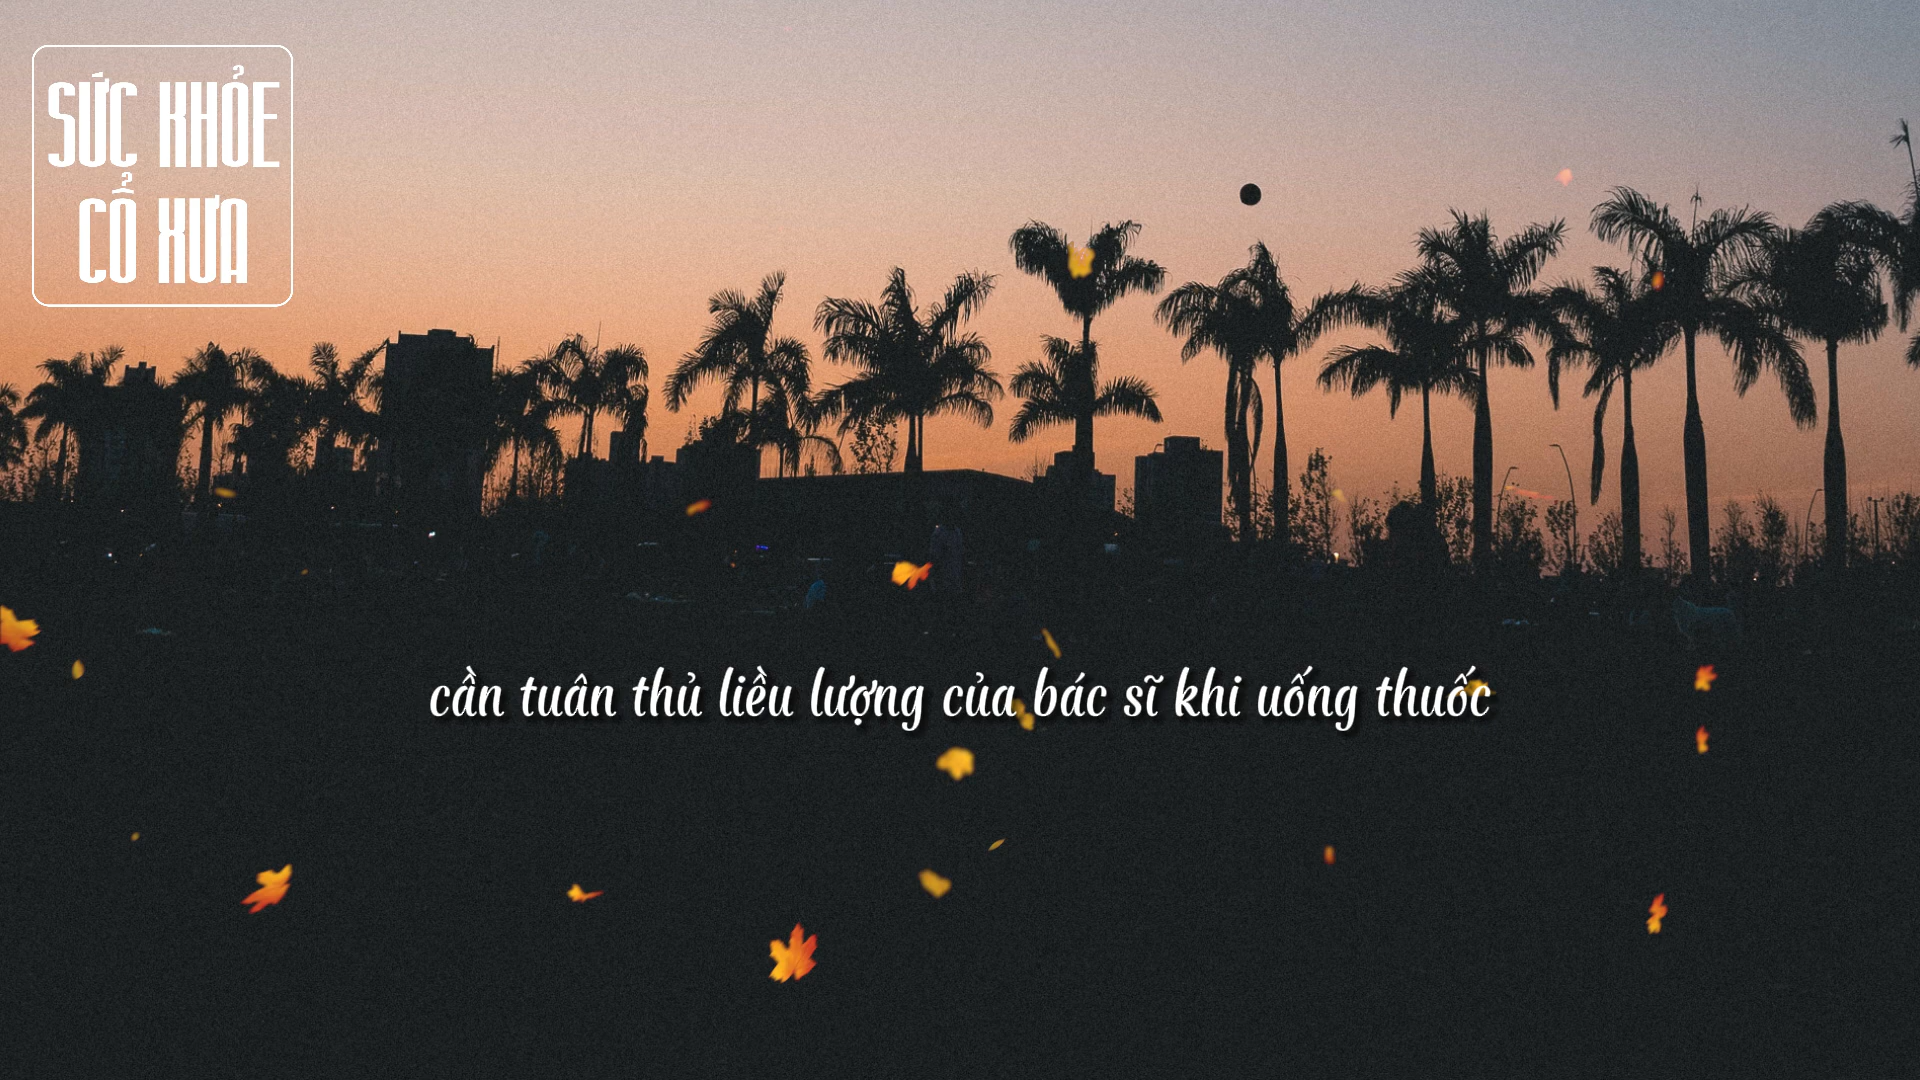 SỨC KHỎE
CỔ XƯA
cần tuân thủ liều lượng của bác sĩ khi uống thuốc